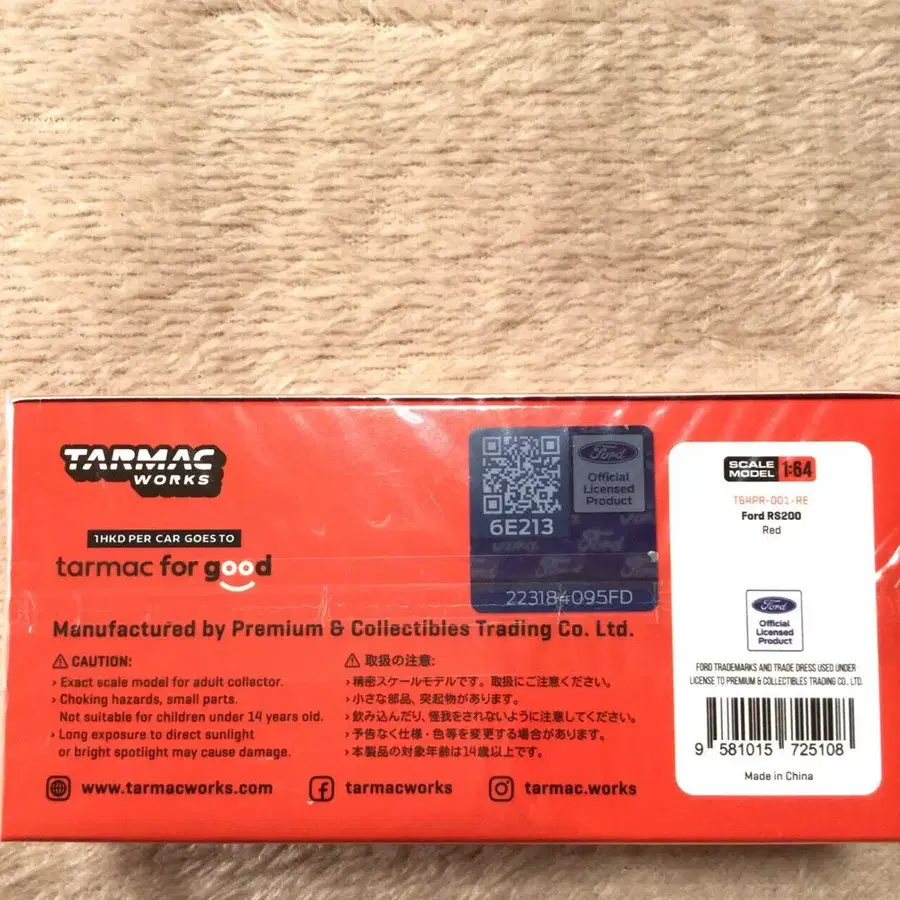 TARMAC
WORKS
1HKD PER CAR GOES TO
tarmac for good
Manufactured by Premium & Collectibles Trading Co. Ltd.
⚠ CAUTION:
› Exact scale model for adult collector.
› Choking hazards, small parts.
Not suitable for children under 14 years old.
› Long exposure to direct sunlight
or bright spotlight may cause damage.
⚠ 取扱の注意:
› 精密スケールモデルです。取扱にご注意ください。
› 小さな部品、突起物があります。
› 飲み込んだり、怪我をされないように注意してください。
› 予告なく仕様・色等を変更する場合があります。
› 本製品の対象年齢は14歳以上です。
www.tarmacworks.com
tarmacworks
tarmac.works
6E213
Ford
Official
Licensed
Product
223184095FD
SCALE
MODEL 1:64
T64PR-001-RE
Ford RS200
Red
Ford
Official
Licensed
Product
FORD TRADEMARKS AND TRADE DRESS USED UNDER
LICENSE TO PREMIUM & COLLECTIBLES TRADING CO., LTD.
9 581015 725108
Made in China